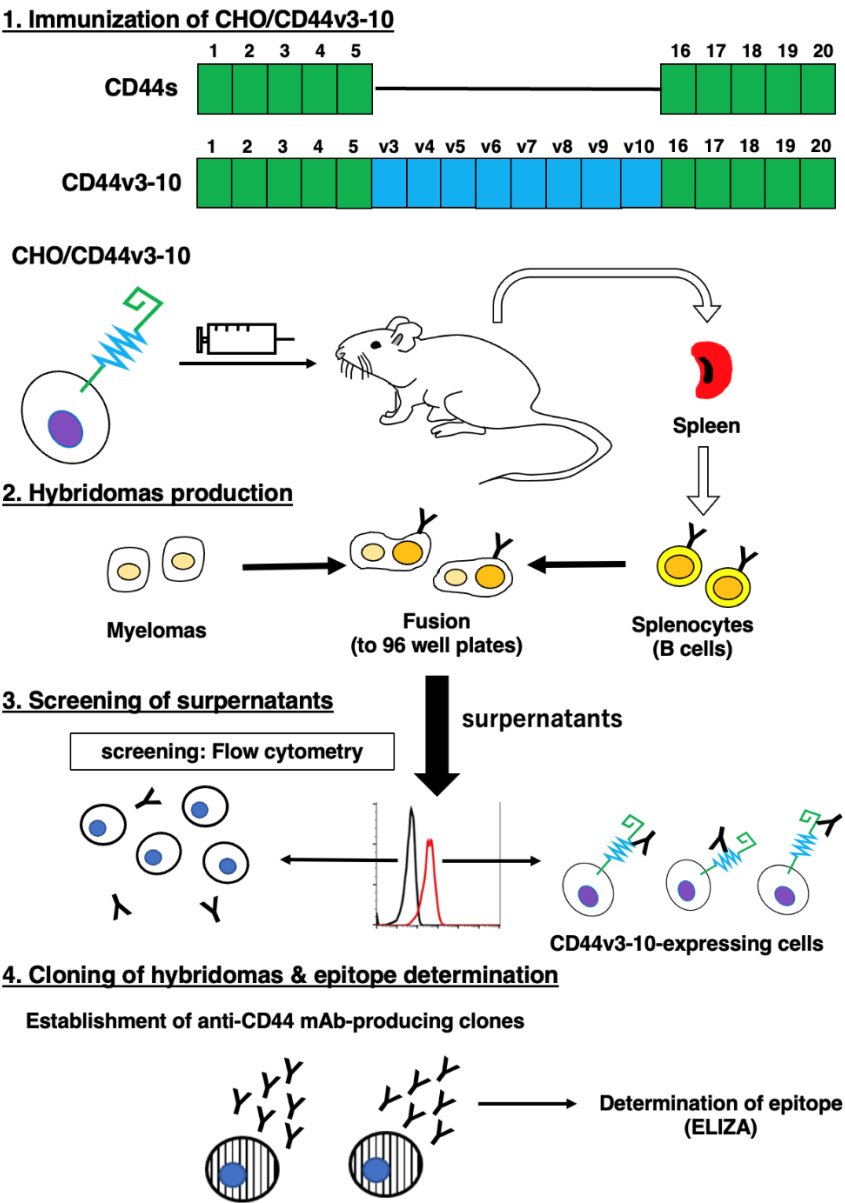 1. Immunization of CHO/CD44v3-10
1 2 3 4 5 16 17 18 19 20
CD44s
1 2 3 4 5 v3 v4 v5 v6 v7 v8 v9 v10 16 17 18 19 20
CD44v3-10
CHO/CD44v3-10
Spleen
2. Hybridomas production
Myelomas
Fusion
(to 96 well plates)
Splenocytes
(B cells)
3. Screening of surpernatants
surpernatants
screening: Flow cytometry
CD44v3-10-expressing cells
4. Cloning of hybridomas & epitope determination
Establishment of anti-CD44 mAb-producing clones
Determination of epitope
(ELIZA)